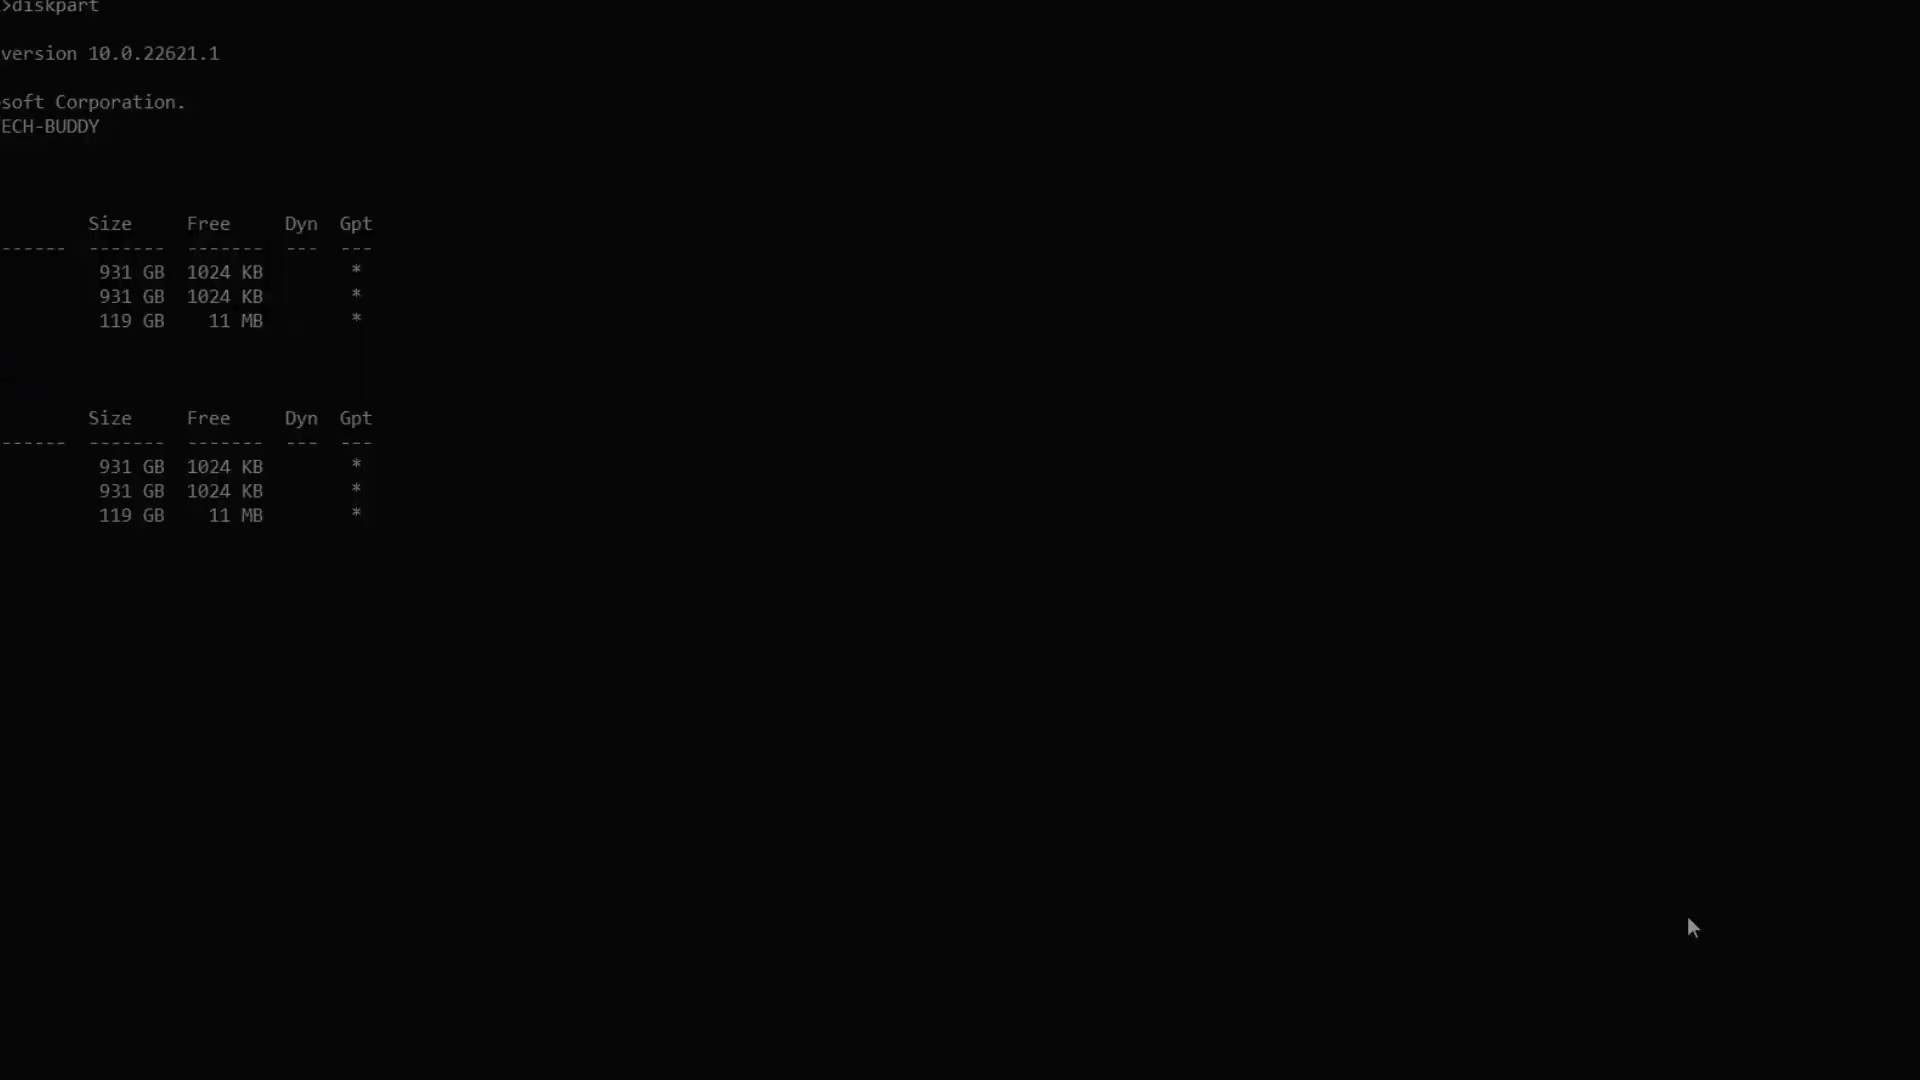 >diskpart
version 10.0.22621.1
soft Corporation.
ECH-BUDDY
Size Free Dyn Gpt
------ ------- ------- --- ---
931 GB 1024 KB *
931 GB 1024 KB *
119 GB 11 MB *
Size Free Dyn Gpt
------ ------- ------- --- ---
931 GB 1024 KB *
931 GB 1024 KB *
119 GB 11 MB *